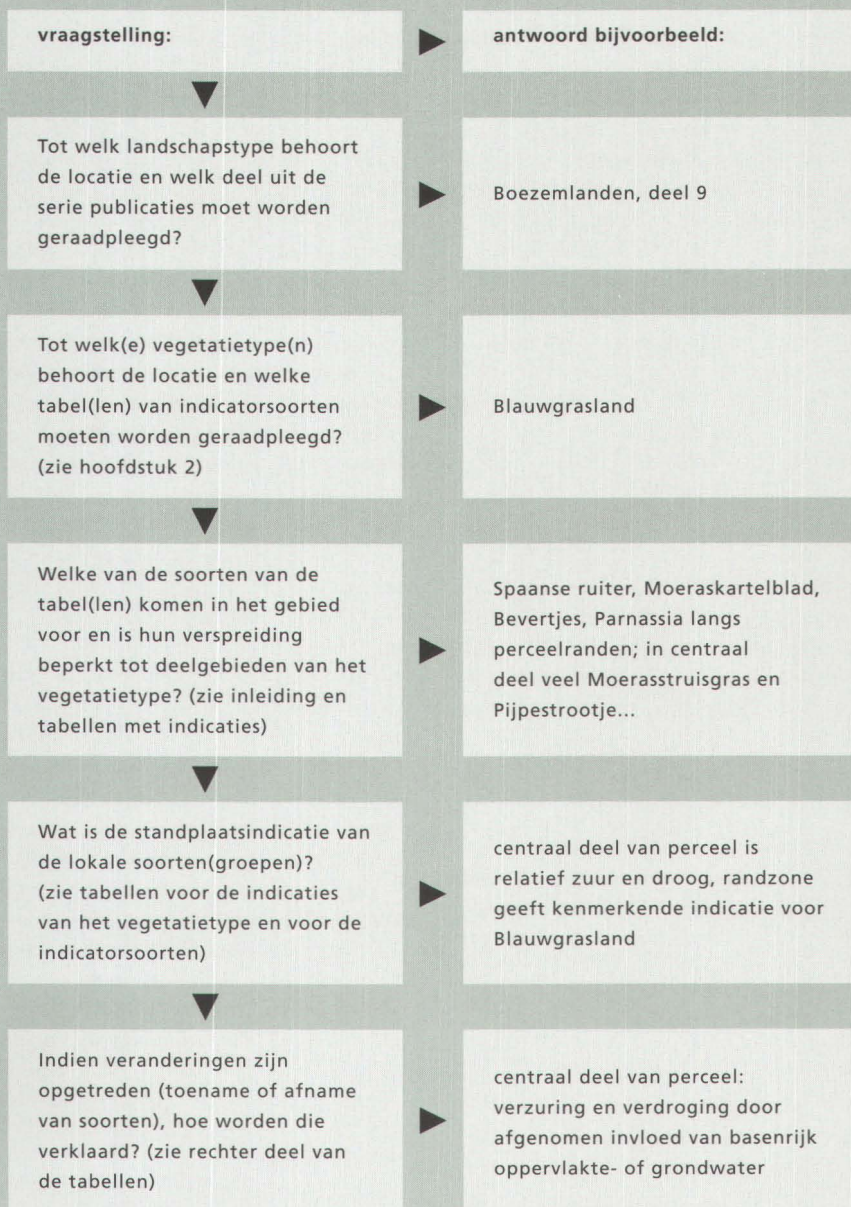 vraagstelling:
antwoord bijvoorbeeld:
Tot welk landschapstype behoort
de locatie en welk deel uit de
serie publicaties moet worden
geraadpleegd?
Boezemlanden, deel 9
Tot welk(e) vegetatietype(n)
behoort de locatie en welke
tabel(len) van indicatorsoorten
moeten worden geraadpleegd?
(zie hoofdstuk 2)
Blauwgrasland
Welke van de soorten van de
tabel(len) komen in het gebied
voor en is hun verspreiding
beperkt tot deelgebieden van het
vegetatietype? (zie inleiding en
tabellen met indicaties)
Spaanse ruiter, Moeraskartelblad,
Bevertjes, Parnassia langs
perceelranden; in centraal
deel veel Moerasstruisgras en
Pijpestrootje...
Wat is de standplaatsindicatie van
de lokale soorten(groepen)?
(zie tabellen voor de indicaties
van het vegetatietype en voor de
indicatorsoorten)
centraal deel van perceel is
relatief zuur en droog, randzone
geeft kenmerkende indicatie voor
Blauwgrasland
Indien veranderingen zijn
opgetreden (toename of afname
van soorten), hoe worden die
verklaard? (zie rechter deel van
de tabellen)
centraal deel van perceel:
verzuring en verdroging door
afgenomen invloed van basenrijk
oppervlakte- of grondwater